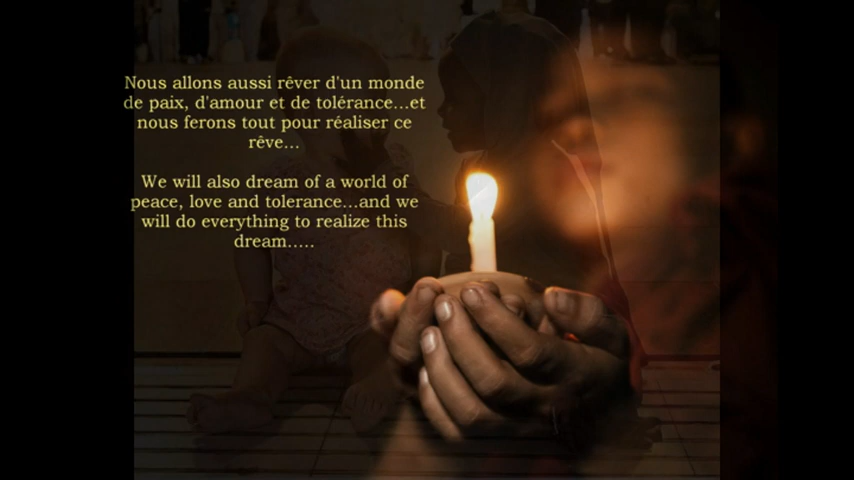 Nous allons aussi rêver d'un monde
de paix, d'amour et de tolérance...et
nous ferons tout pour réaliser ce
rêve...
We will also dream of a world of
peace, love and tolerance...and we
will do everything to realize this
dream.....